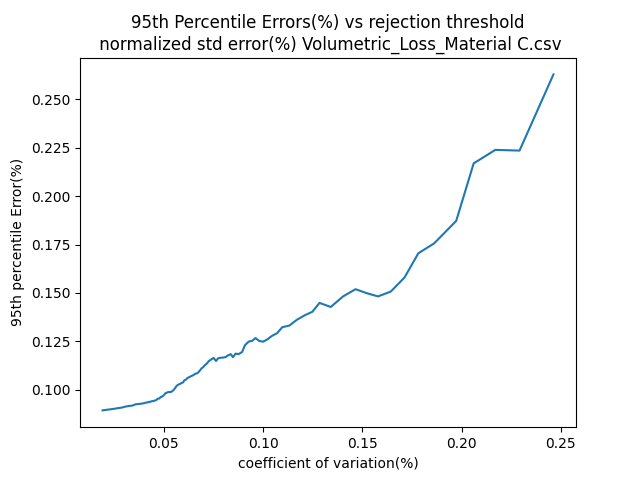 95th Percentile Errors(%) vs rejection threshold
normalized std error(%) Volumetric_Loss_Material C.csv
0.250
0.225
0.200
0.175
0.150
0.125
0.100
95th percentile Error(%)
0.05 0.10 0.15 0.20 0.25
coefficient of variation(%)